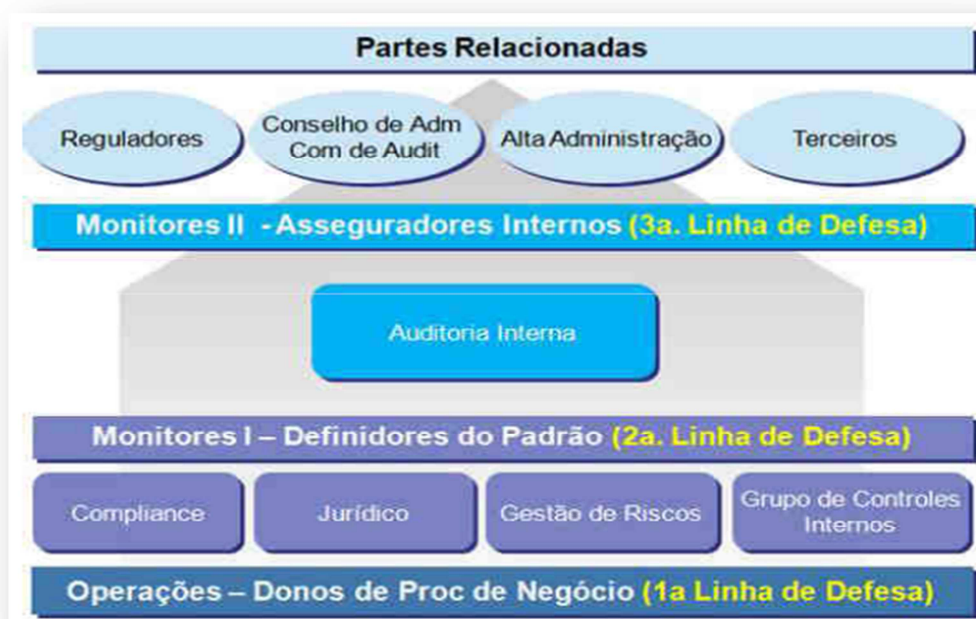 Partes Relacionadas
Reguladores
Conselho de Adm
Com de Audit
Alta Administração
Terceiros
Monitores II - Asseguradores Internos (3a. Linha de Defesa)
Auditoria Interna
Monitores I – Definidores do Padrão (2a. Linha de Defesa)
Compliance
Jurídico
Gestão de Riscos
Grupo de Controles
Internos
Operações – Donos de Proc de Negócio (1a Linha de Defesa)